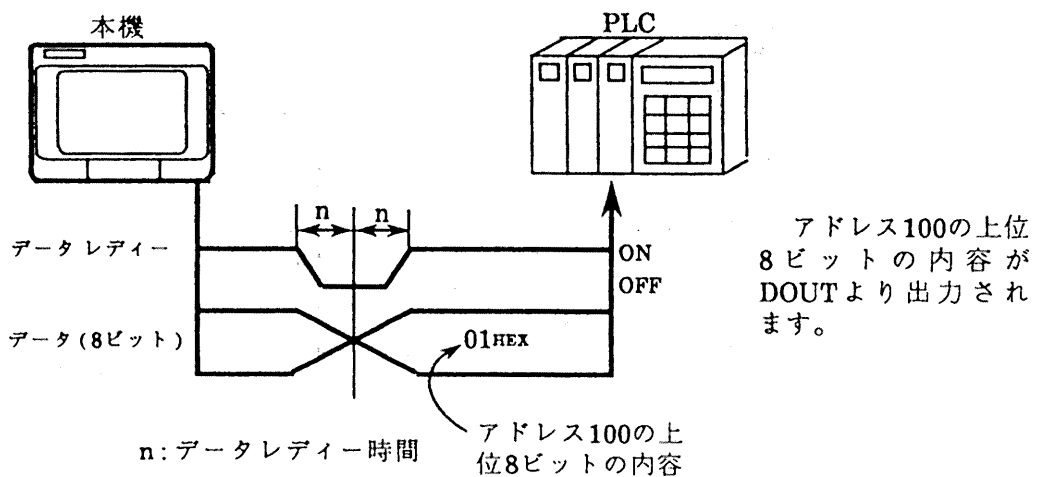 本機
PLC
n
n
データレディー
ON
OFF
データ(8ビット)
01HEX
n:データレディー時間
アドレス100の上
位8ビットの内容
アドレス100の上位
8ビットの内容が
DOUTより出力され
ます。